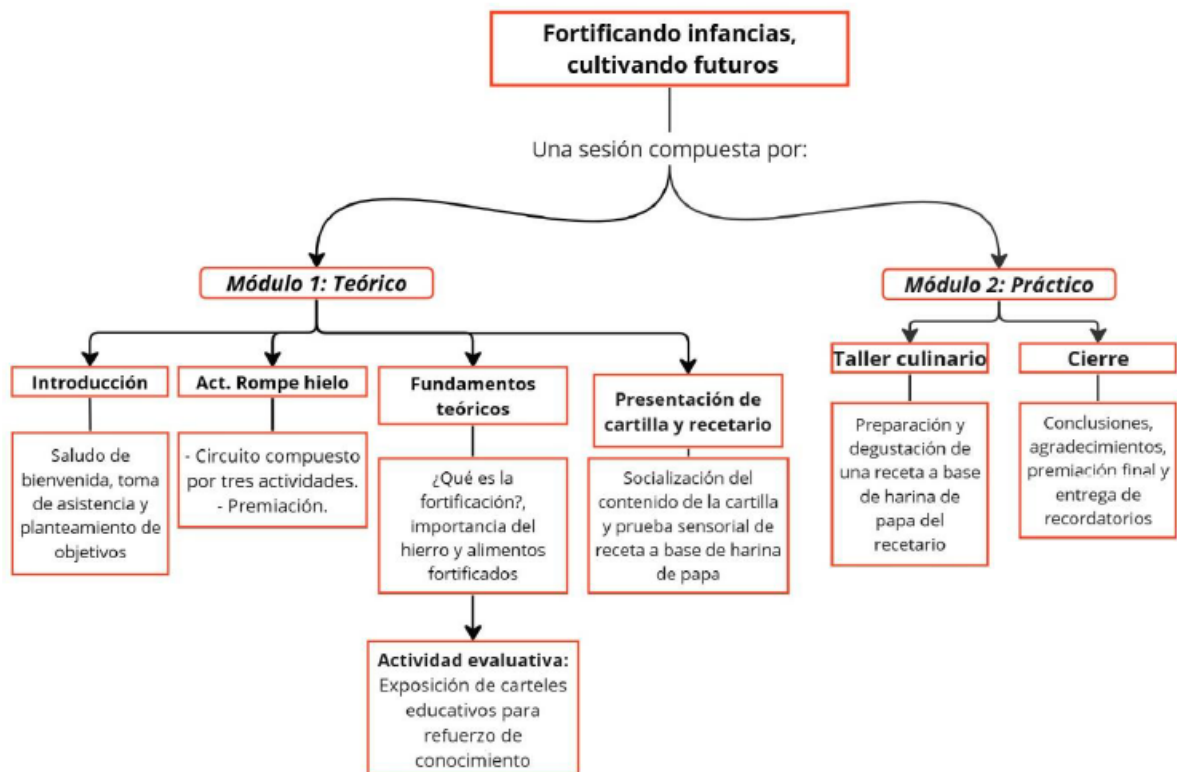 Fortificando infancias,
cultivando futuros
Una sesión compuesta por:
Módulo 1: Teórico
Módulo 2: Práctico
Introducción
Saludo de
bienvenida, toma
de asistencia y
planteamiento de
objetivos
Act. Rompe hielo
- Circuito compuesto
por tres actividades.
- Premiación.
Fundamentos
teóricos
¿Qué es la
fortificación?,
importancia del
hierro y alimentos
fortificados
Actividad evaluativa:
Exposición de carteles
educativos para
refuerzo de
conocimiento
Presentación de
cartilla y recetario
Socialización del
contenido de la cartilla
y prueba sensorial de
receta a base de harina
de papa
Taller culinario
Preparación y
degustación de
una receta a base
de harina de
papa del
recetario
Cierre
Conclusiones,
agradecimientos,
premiación final y
entrega de
recordatorios